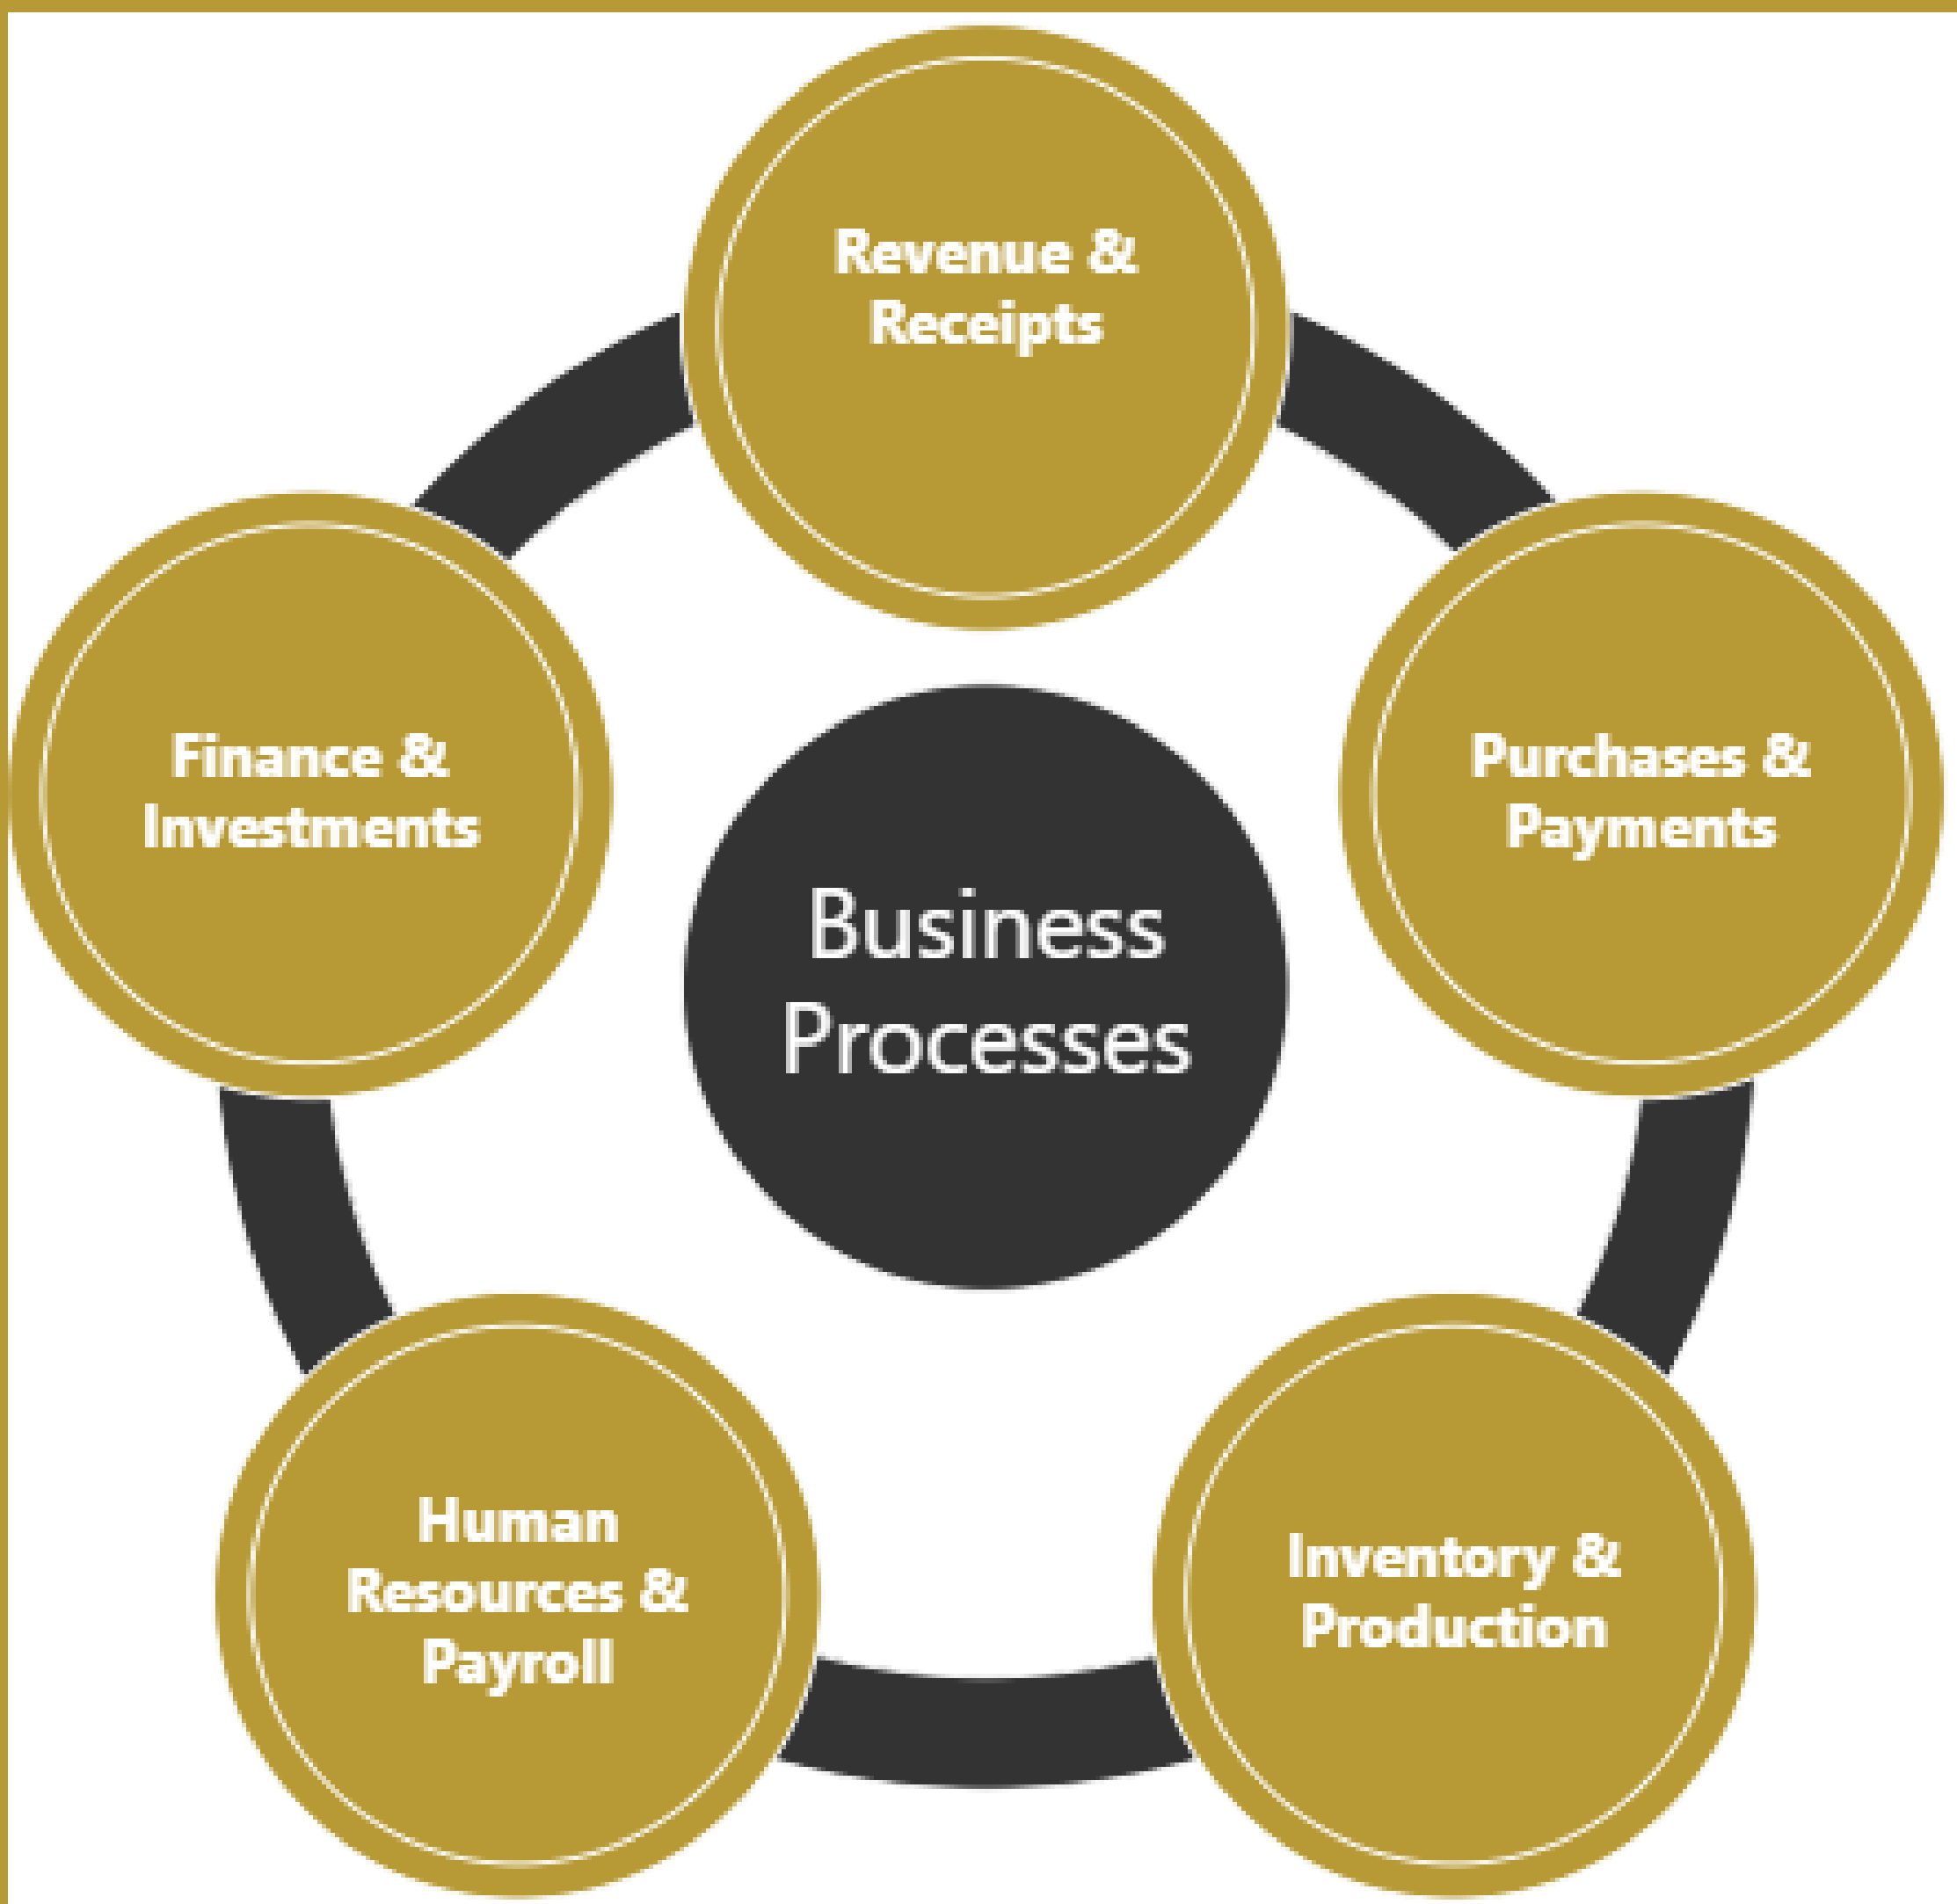 Revenue &
Receipts
Purchases &
Payments
Inventory &
Production
Human
Resources &
Payroll
Finance &
Investments
Business
Processes